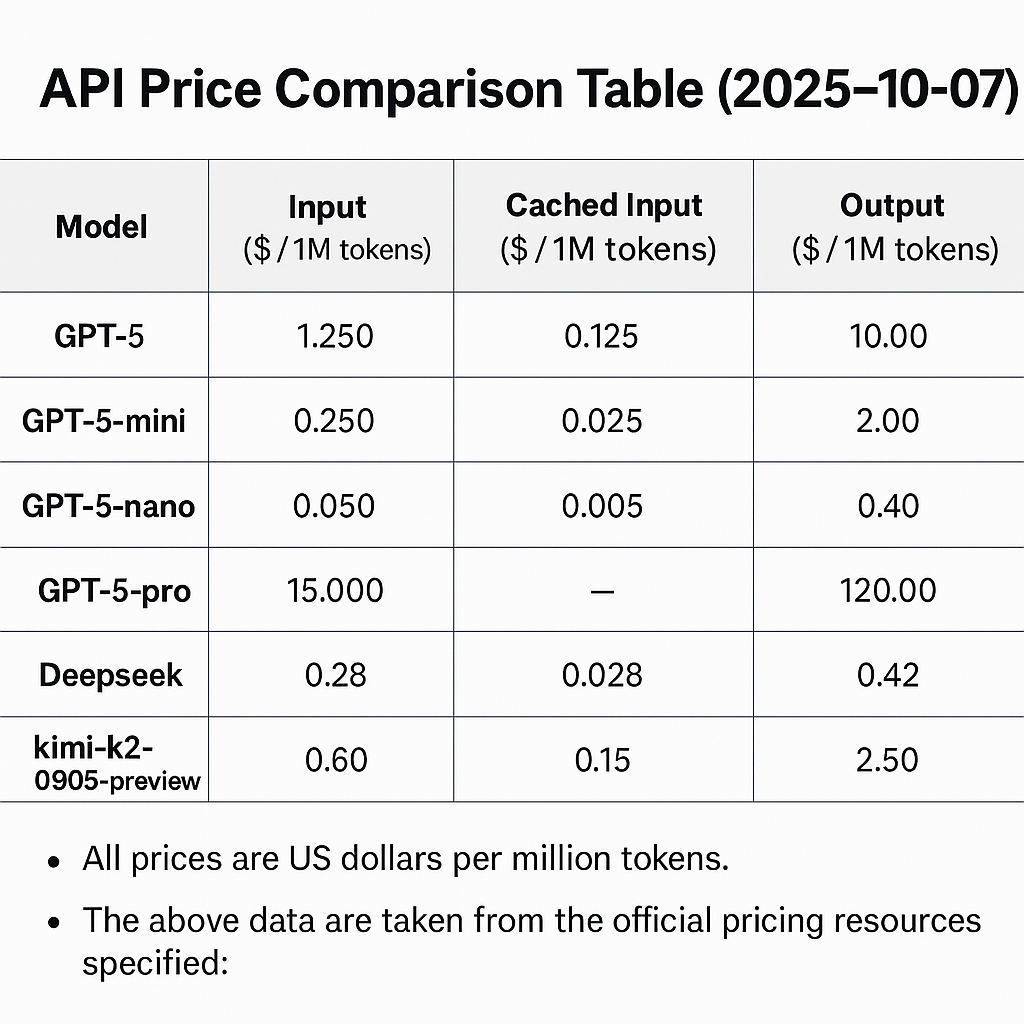 API Price Comparison Table (2025–10-07)
Model
Input
($ / 1M tokens)
Cached Input
($ / 1M tokens)
Output
($ / 1M tokens)
GPT-5 1.250 0.125 10.00
GPT-5-mini 0.250 0.025 2.00
GPT-5-nano 0.050 0.005 0.40
GPT-5-pro 15.000 — 120.00
Deepseek 0.28 0.028 0.42
kimi-k2-
0905-preview 0.60 0.15 2.50
• All prices are US dollars per million tokens.
• The above data are taken from the official pricing resources
specified: